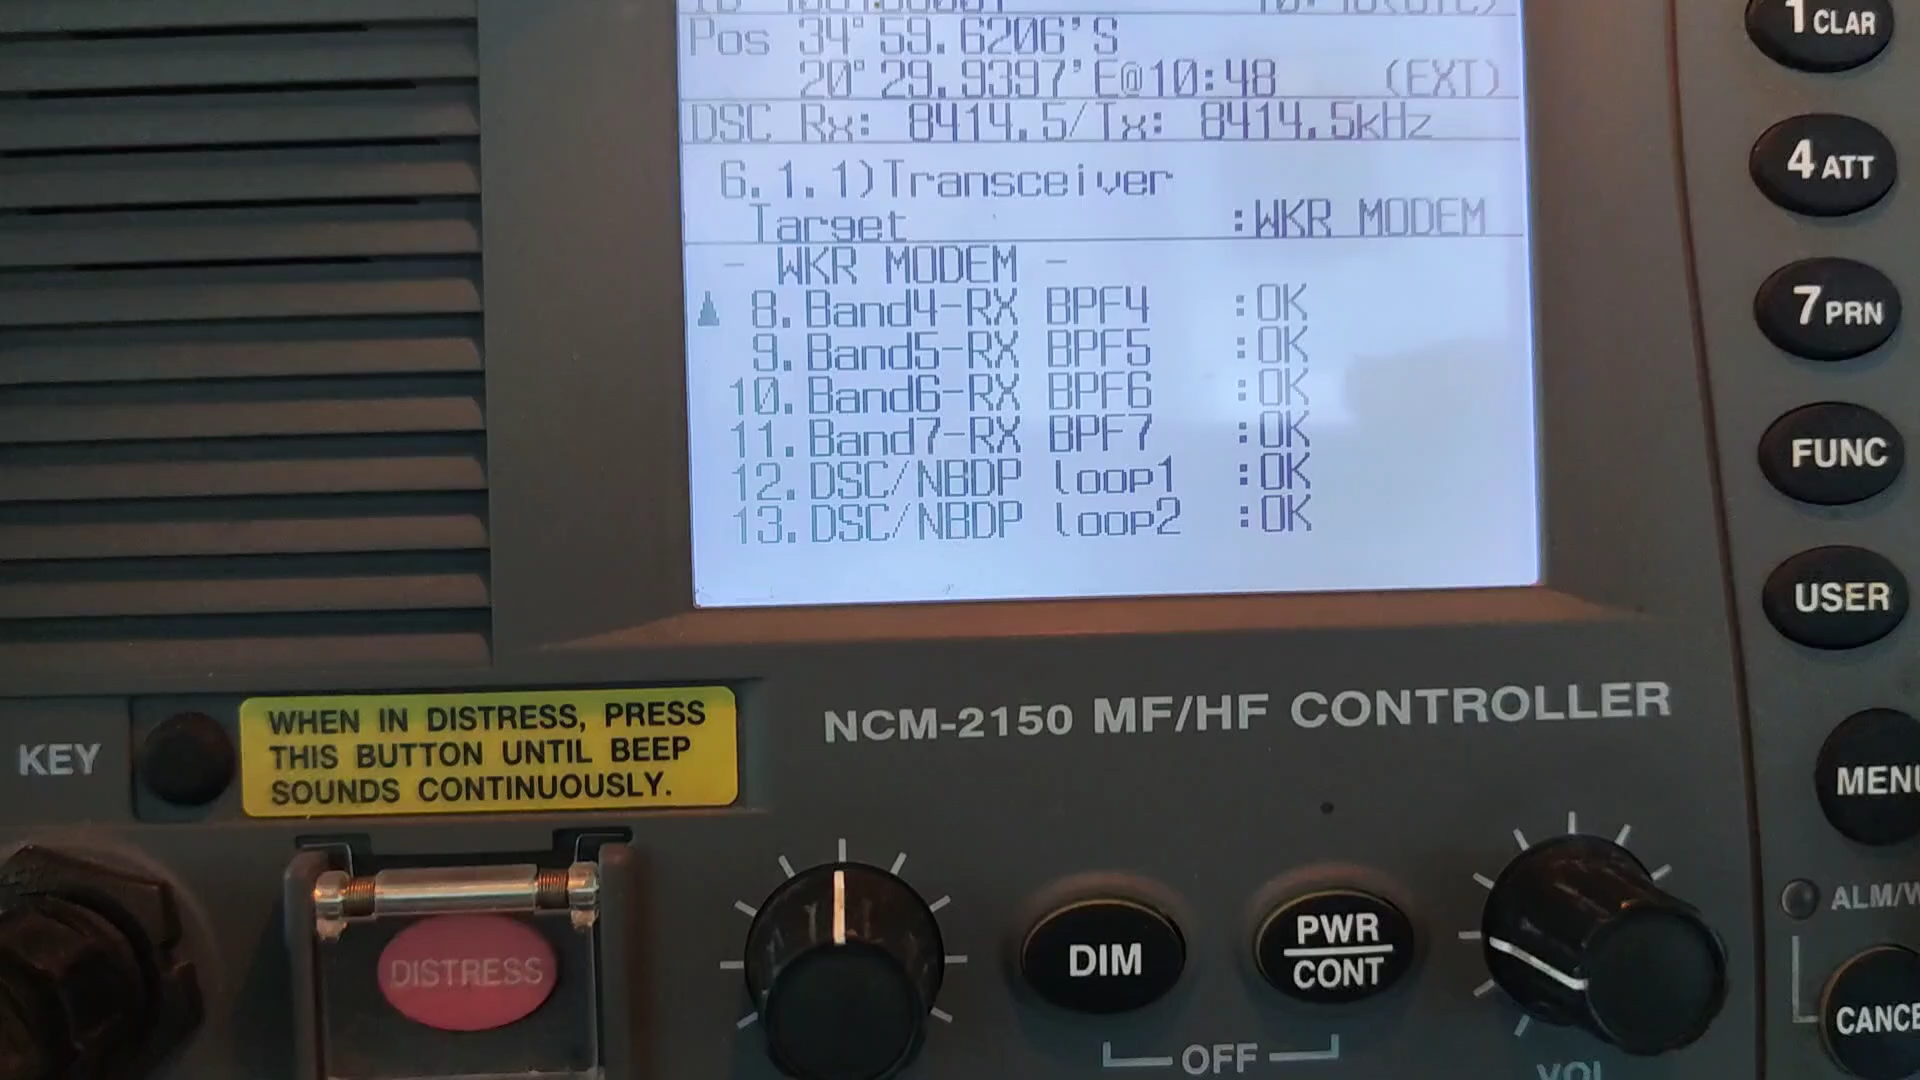 Pos 34°59.6206'S
20°29.9397'E@10:48 (EXT)
DSC Rx: 8414.5/Tx: 8414.5kHz
6.1.1)Transceiver
Target :WKR MODEM
- WKR MODEM -
8.Band4-RX BPF4 :OK
9.Band5-RX BPF5 :OK
10.Band6-RX BPF6 :OK
11.Band7-RX BPF7 :OK
12.DSC/NBDP loop1 :OK
13.DSC/NBDP loop2 :OK
1 CLAR
4 ATT
7 PRN
FUNC
USER
MENU
ALM/
CANCE
KEY
WHEN IN DISTRESS, PRESS
THIS BUTTON UNTIL BEEP
SOUNDS CONTINUOUSLY.
NCM-2150 MF/HF CONTROLLER
DISTRESS
DIM
PWR
CONT
OFF
VOL